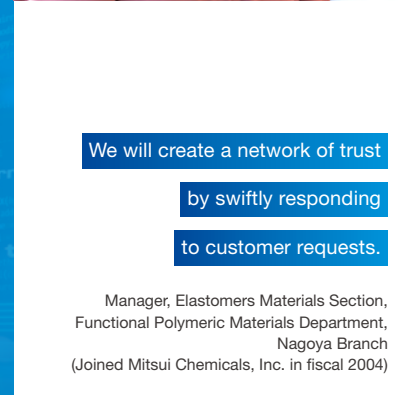 We will create a network of trust
by swiftly responding
to customer requests.
Manager, Elastomers Materials Section,
Functional Polymeric Materials Department,
Nagoya Branch
(Joined Mitsui Chemicals, Inc. in fiscal 2004)